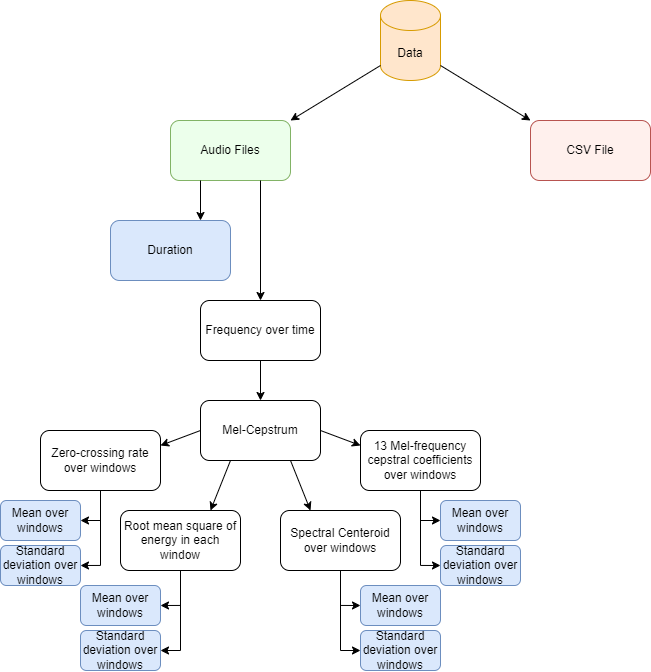 Data
Audio Files
CSV File
Duration
Frequency over time
Mel-Cepstrum
Zero-crossing rate
over windows
13 Mel-frequency
cepstral coefficients
over windows
Mean over
windows
Standard
deviation over
windows
Root mean square of
energy in each
window
Spectral Centeroid
over windows
Mean over
windows
Standard
deviation over
windows
Mean over
windows
Standard
deviation over
windows
Mean over
windows
Standard
deviation over
windows